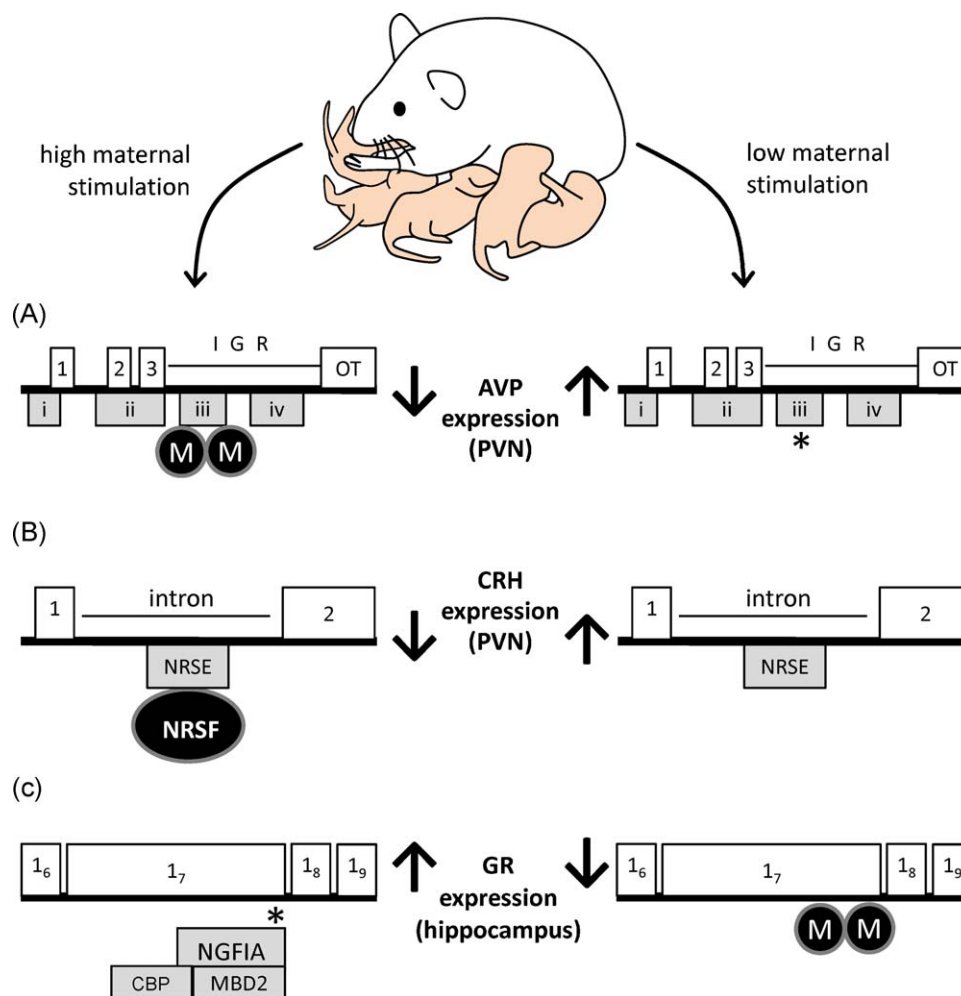 high maternal
stimulation
low maternal
stimulation
(A)
1 2 3 I G R OT
i ii iii iv
M M
AVP
expression
(PVN)
1 2 3 I G R OT
i ii iii iv
*
(B)
1 intron 2
NRSE
NRSF
CRH
expression
(PVN)
1 intron 2
NRSE
(c)
1₆ 1₇ 1₈ 1₉
*
NGFIA
CBP MBD2
GR
expression
(hippocampus)
1₆ 1₇ 1₈ 1₉
M M